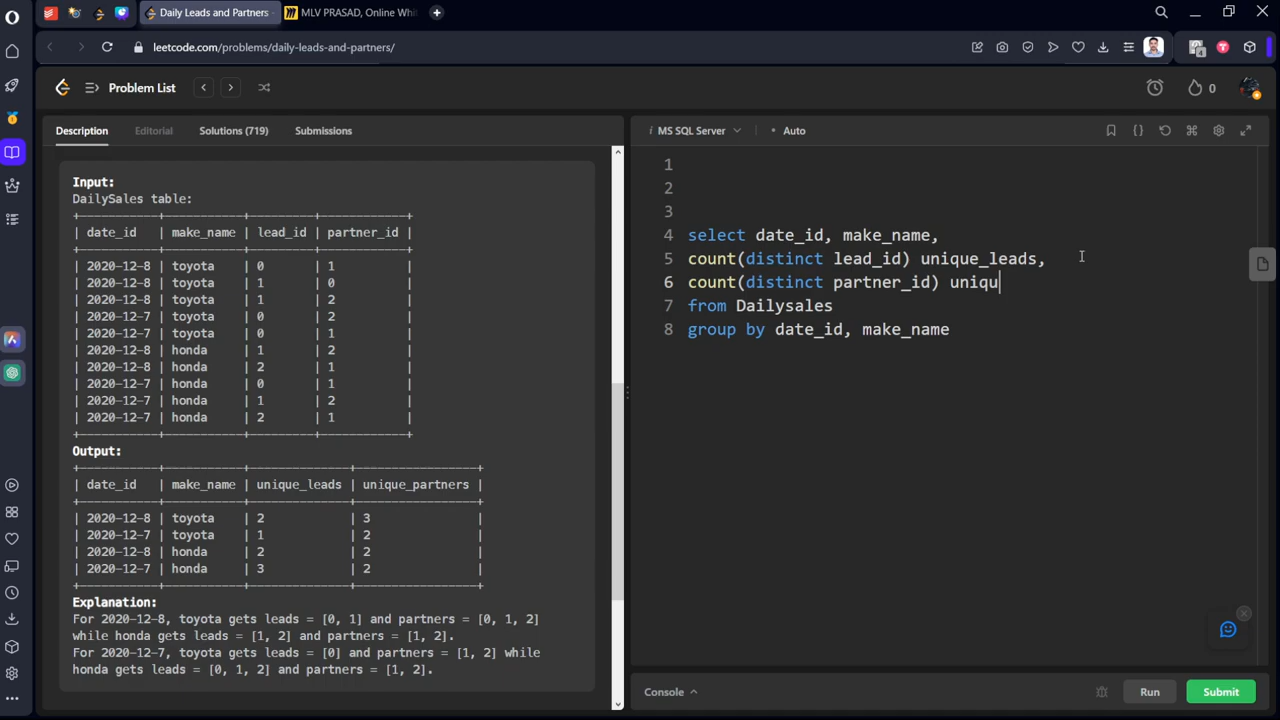 Daily Leads and Partners
MLV PRASAD, Online Whit
leetcode.com/problems/daily-leads-and-partners/
4
Problem List
0
Description
Editorial
Solutions (719)
Submissions
i MS SQL Server
Auto
Input:
DailySales table:
+-----------+-----------+---------+------------+
| date_id | make_name | lead_id | partner_id |
+-----------+-----------+---------+------------+
| 2020-12-8 | toyota | 0 | 1 |
| 2020-12-8 | toyota | 1 | 0 |
| 2020-12-8 | toyota | 1 | 2 |
| 2020-12-7 | toyota | 0 | 2 |
| 2020-12-7 | toyota | 0 | 1 |
| 2020-12-8 | honda | 1 | 2 |
| 2020-12-8 | honda | 2 | 1 |
| 2020-12-7 | honda | 0 | 1 |
| 2020-12-7 | honda | 1 | 2 |
| 2020-12-7 | honda | 2 | 1 |
+-----------+-----------+---------+------------+
Output:
+-----------+-----------+--------------+-----------------+
| date_id | make_name | unique_leads | unique_partners |
+-----------+-----------+--------------+-----------------+
| 2020-12-8 | toyota | 2 | 3 |
| 2020-12-7 | toyota | 1 | 2 |
| 2020-12-8 | honda | 2 | 2 |
| 2020-12-7 | honda | 3 | 2 |
+-----------+-----------+--------------+-----------------+
Explanation:
For 2020-12-8, toyota gets leads = [0, 1] and partners = [0, 1, 2]
while honda gets leads = [1, 2] and partners = [1, 2].
For 2020-12-7, toyota gets leads = [0] and partners = [1, 2] while
honda gets leads = [0, 1, 2] and partners = [1, 2].
1
2
3
4 select date_id, make_name,
5 count(distinct lead_id) unique_leads,
6 count(distinct partner_id) uniqu
7 from Dailysales
8 group by date_id, make_name
Console
Run
Submit